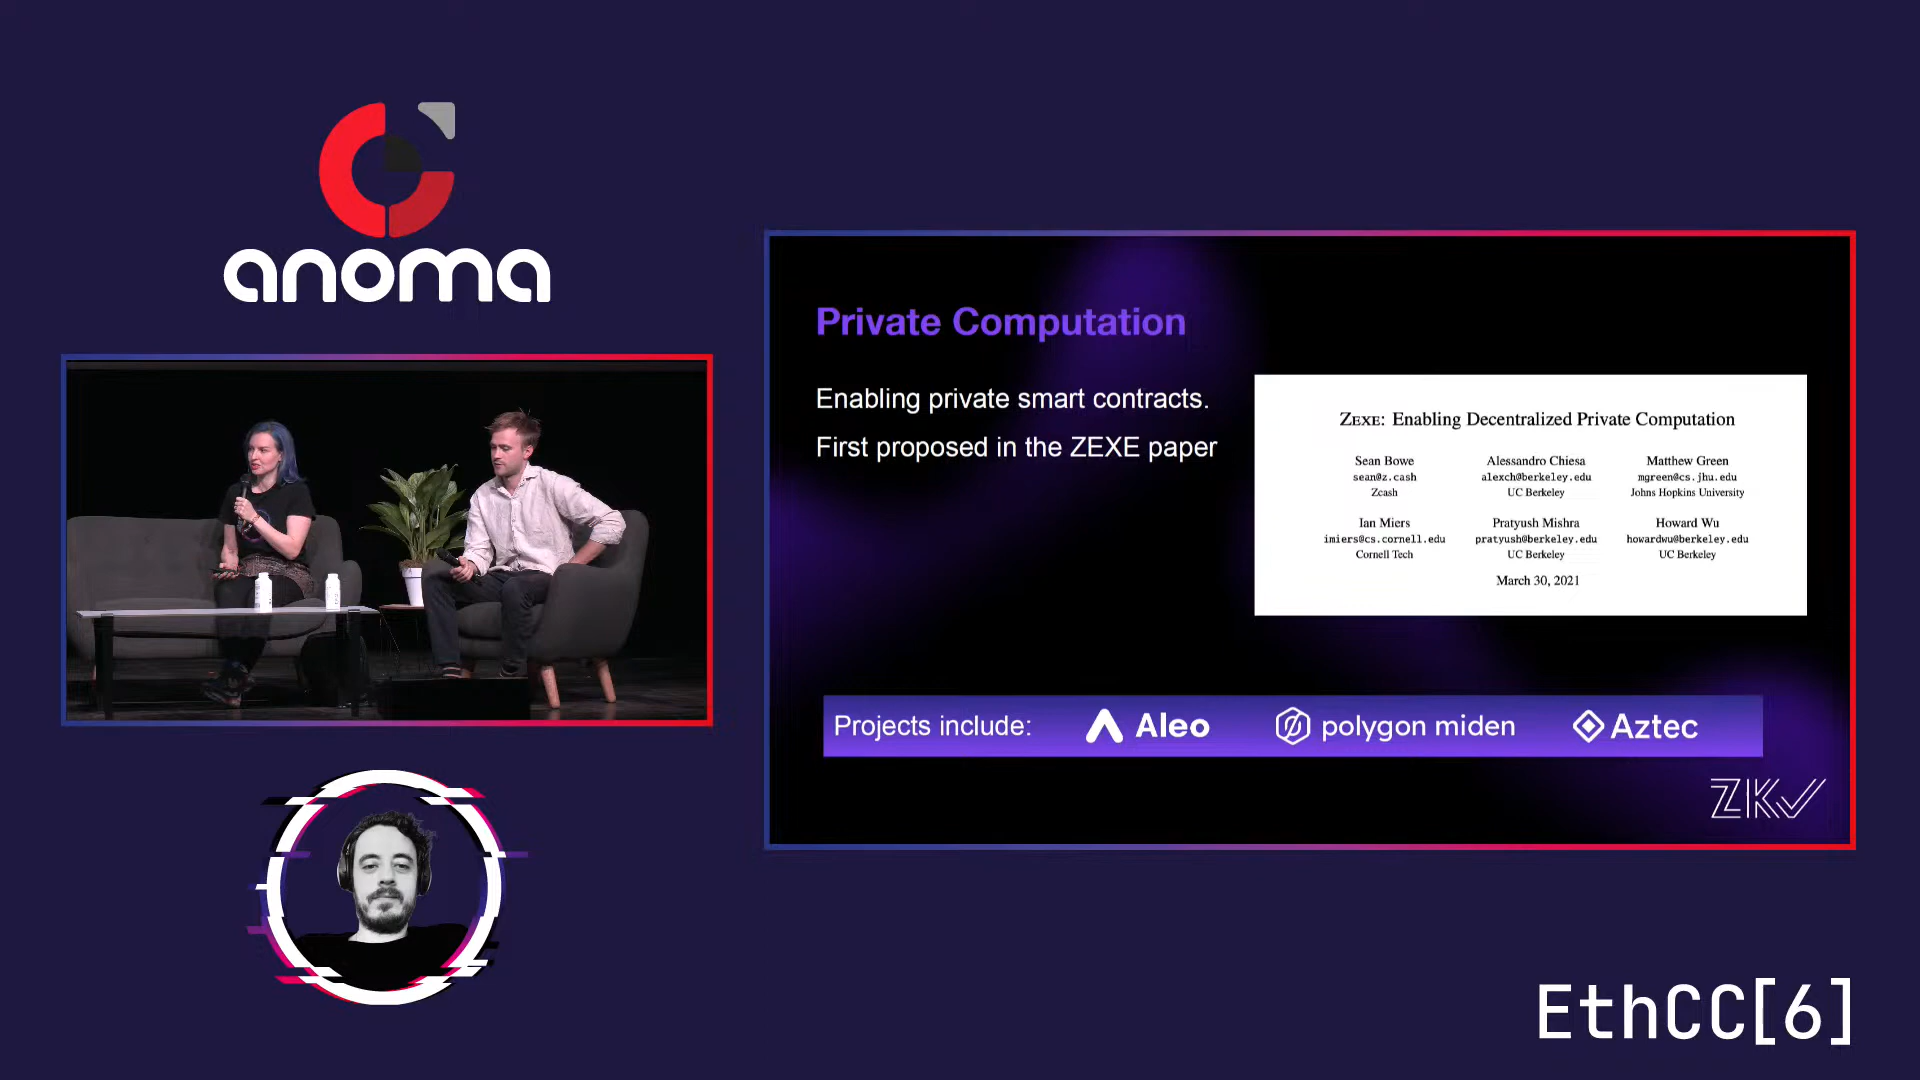 anoma
Private Computation
Enabling private smart contracts.
First proposed in the ZEXE paper
ZEXE: Enabling Decentralized Private Computation
Sean Bowe
sean@z.cash
Zcash
Alessandro Chiesa
alexch@berkeley.edu
UC Berkeley
Matthew Green
mgreen@cs.jhu.edu
Johns Hopkins University
Ian Miers
imiers@cs.cornell.edu
Cornell Tech
Pratyush Mishra
pratyush@berkeley.edu
UC Berkeley
Howard Wu
howardwu@berkeley.edu
UC Berkeley
March 30, 2021
Projects include: Aleo polygon miden Aztec
ZKV
EthCC[6]